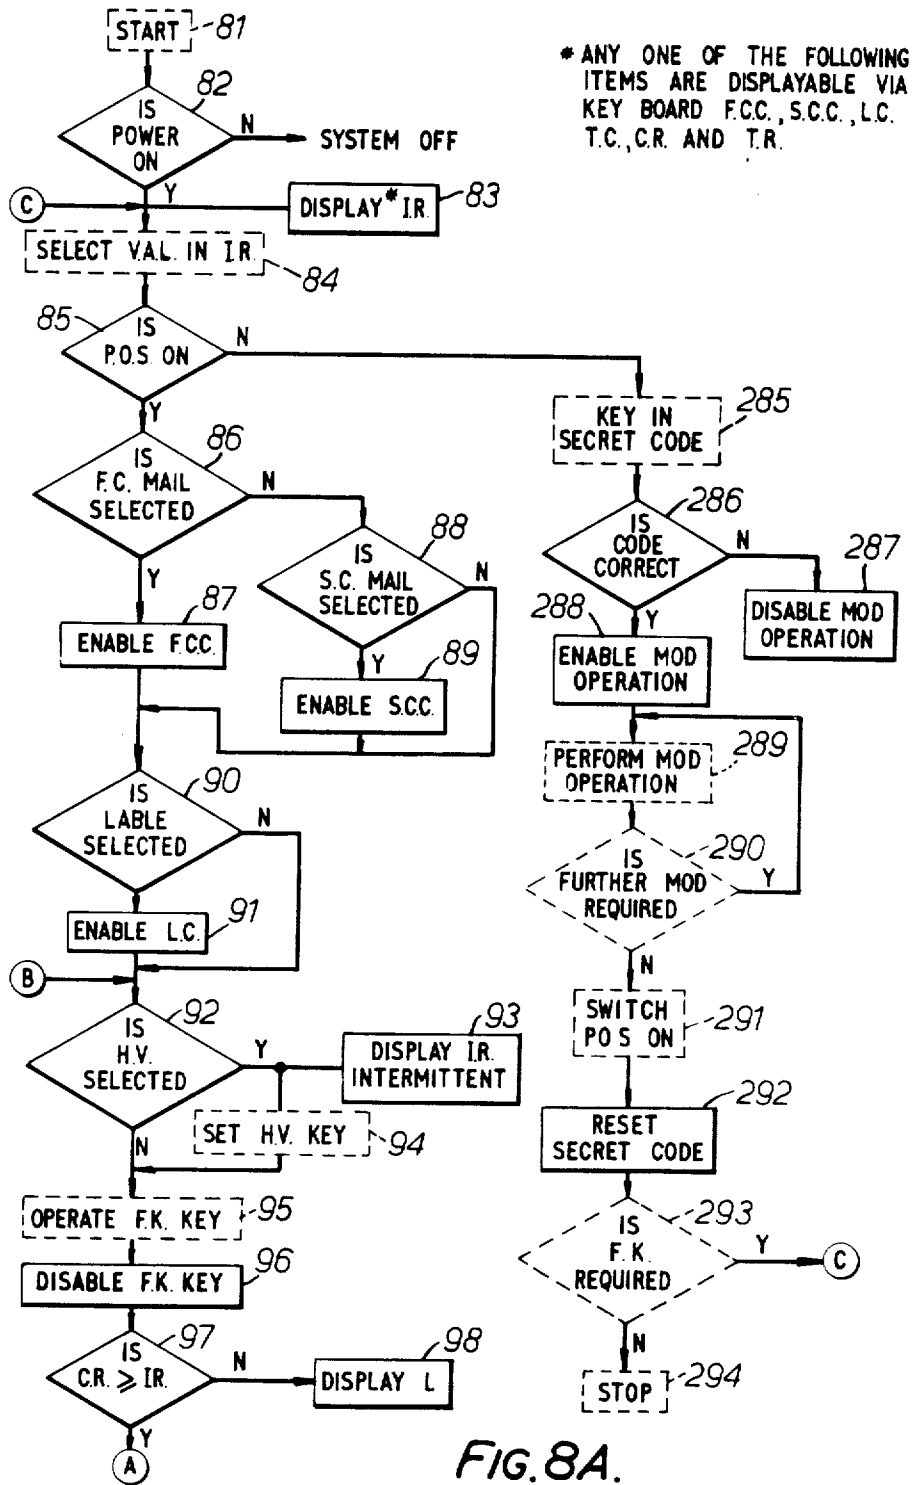 START
81
* ANY ONE OF THE FOLLOWING
ITEMS ARE DISPLAYABLE VIA
KEY BOARD F.C.C., S.C.C., L.C.
T.C., C.R. AND T.R.
82
IS
POWER
ON
N
SYSTEM OFF
Y
C
DISPLAY* I.R.
83
SELECT V.A.L. IN I.R.
84
85
IS
P.O.S. ON
N
Y
KEY IN
SECRET CODE
285
86
IS
F.C. MAIL
SELECTED
N
Y
88
IS
S.C. MAIL
SELECTED
N
Y
286
IS
CODE
CORRECT
N
Y
287
DISABLE MOD
OPERATION
87
ENABLE F.C.C.
89
ENABLE S.C.C.
288
ENABLE MOD
OPERATION
PERFORM MOD
OPERATION
289
90
IS
LABLE
SELECTED
N
290
IS
FURTHER MOD
REQUIRED
Y
N
91
ENABLE L.C.
B
SWITCH
P O S ON
291
92
IS
H.V.
SELECTED
Y
N
93
DISPLAY I.R.
INTERMITTENT
SET H.V. KEY
94
292
RESET
SECRET CODE
OPERATE F.K. KEY
95
293
IS
F.K.
REQUIRED
Y
C
N
DISABLE F.K. KEY
96
97
IS
C.R. ⩾ I.R.
N
Y
98
DISPLAY L
STOP
294
A
FIG. 8A.